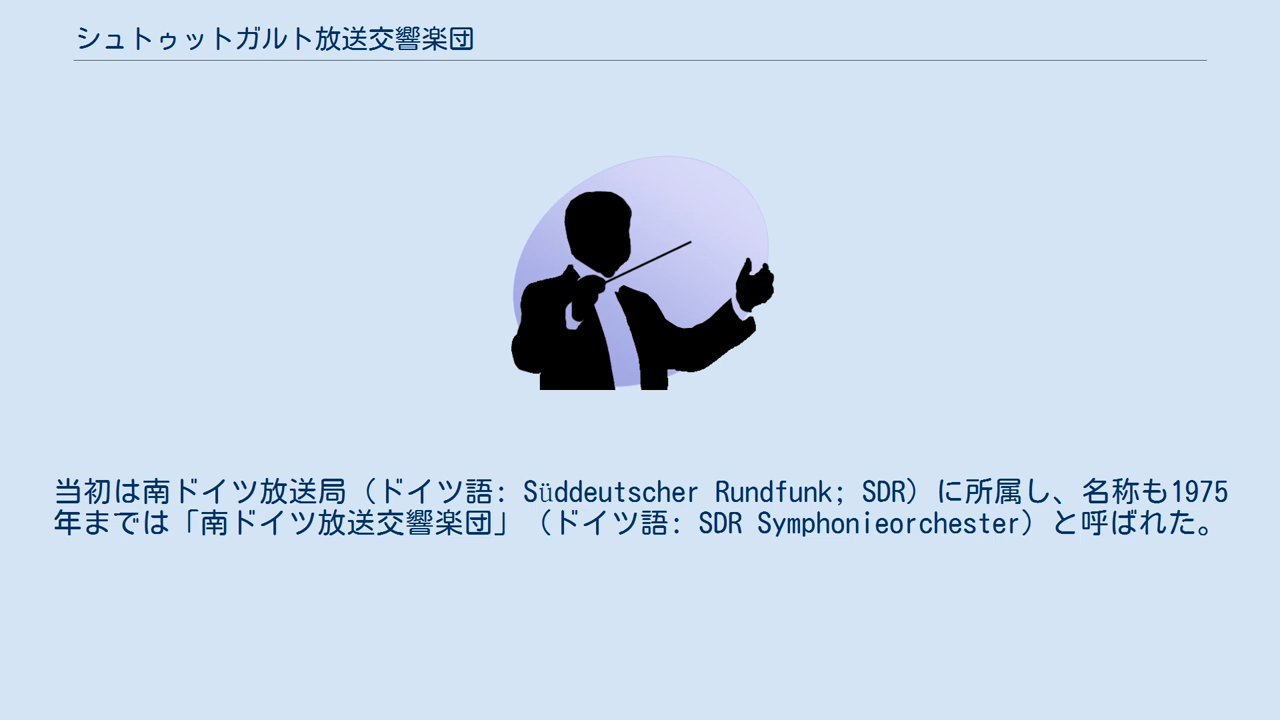 シュトゥットガルト放送交響楽団
当初は南ドイツ放送局（ドイツ語: Süddeutscher Rundfunk; SDR）に所属し、名称も1975
年までは「南ドイツ放送交響楽団」（ドイツ語: SDR Symphonieorchester）と呼ばれた。